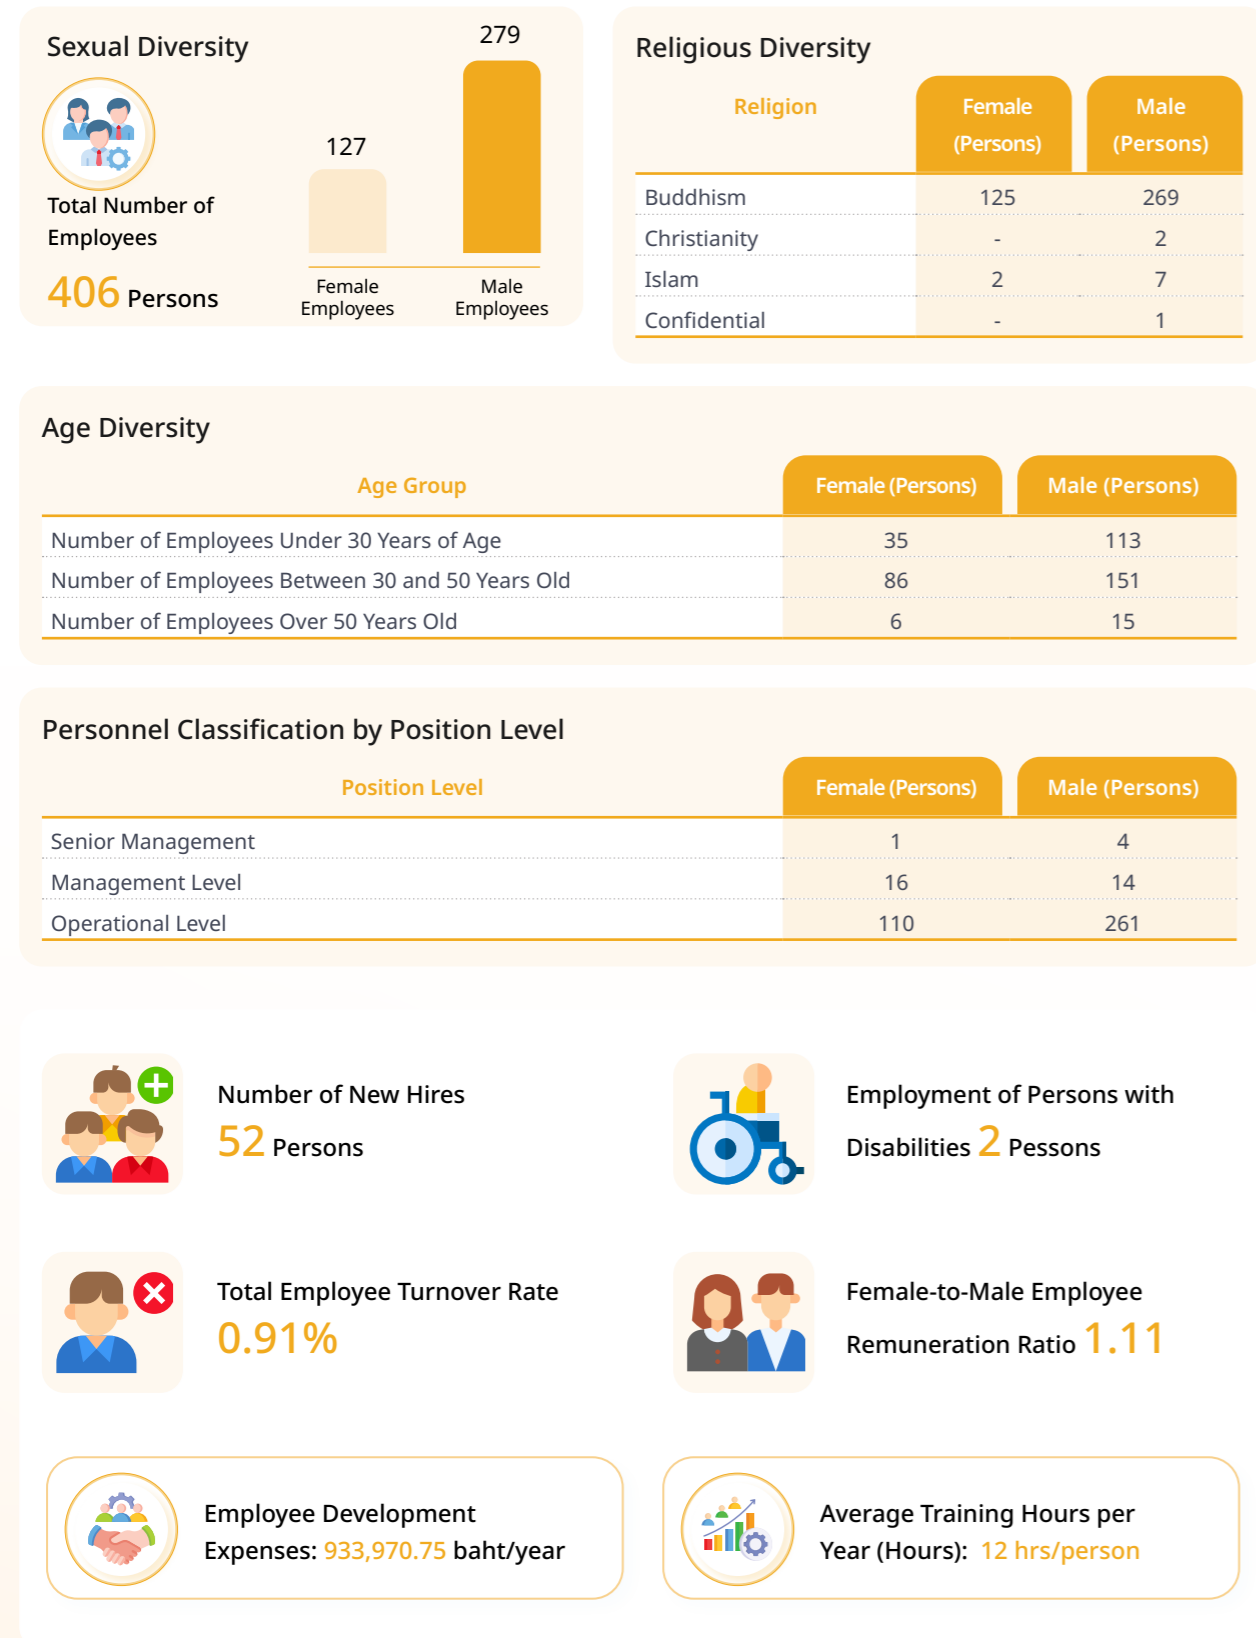 Sexual Diversity
279
127
Total Number of
Employees
406 Persons
Female
Employees
Male
Employees
Religious Diversity
Religion
Female
(Persons)
Male
(Persons)
Buddhism 125 269
Christianity - 2
Islam 2 7
Confidential - 1
Age Diversity
Age Group Female (Persons) Male (Persons)
Number of Employees Under 30 Years of Age 35 113
Number of Employees Between 30 and 50 Years Old 86 151
Number of Employees Over 50 Years Old 6 15
Personnel Classification by Position Level
Position Level Female (Persons) Male (Persons)
Senior Management 1 4
Management Level 16 14
Operational Level 110 261
Number of New Hires
52 Persons
Employment of Persons with
Disabilities 2 Pessons
Total Employee Turnover Rate
0.91%
Female-to-Male Employee
Remuneration Ratio 1.11
Employee Development
Expenses: 933,970.75 baht/year
Average Training Hours per
Year (Hours): 12 hrs/person